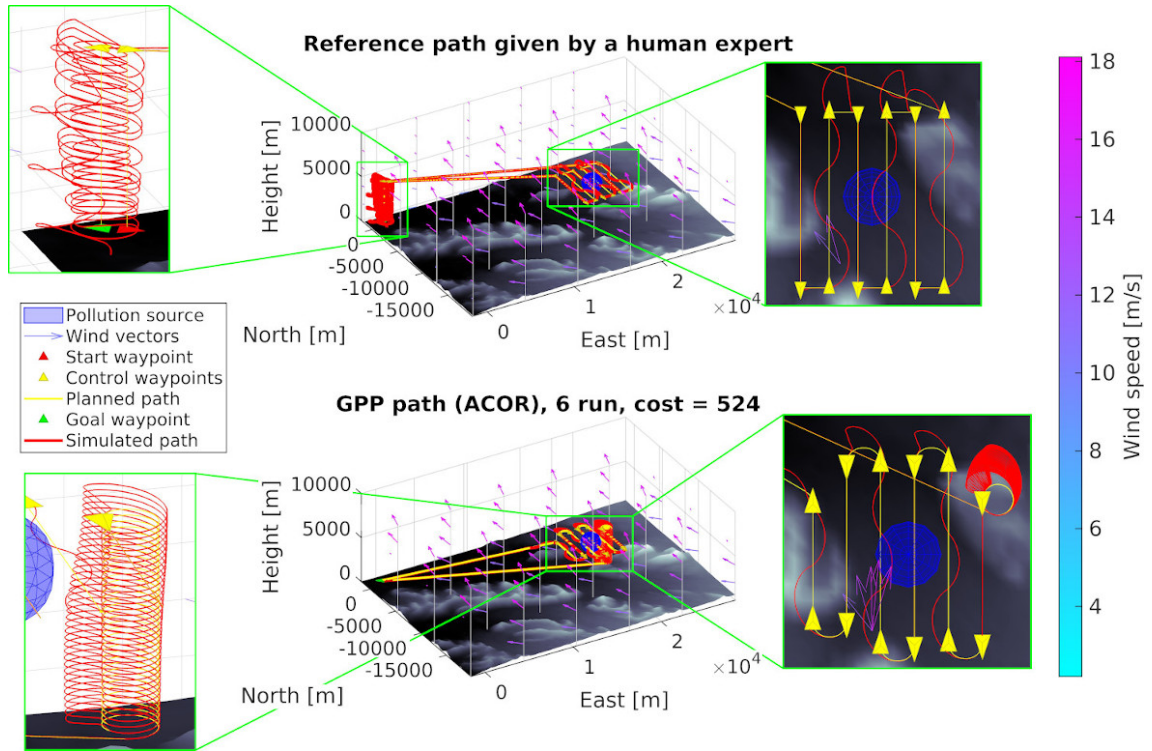 Reference path given by a human expert
10000
5000
0
Height [m]
0
-5000
-10000
-15000
North [m]
0
1
2
×10⁴
East [m]
18
16
14
12
10
8
6
4
Wind speed [m/s]
Pollution source
Wind vectors
Start waypoint
Control waypoints
Planned path
Goal waypoint
Simulated path
GPP path (ACOR), 6 run, cost = 524
10000
5000
0
Height [m]
0
-5000
-10000
-15000
North [m]
0
1
2
×10⁴
East [m]